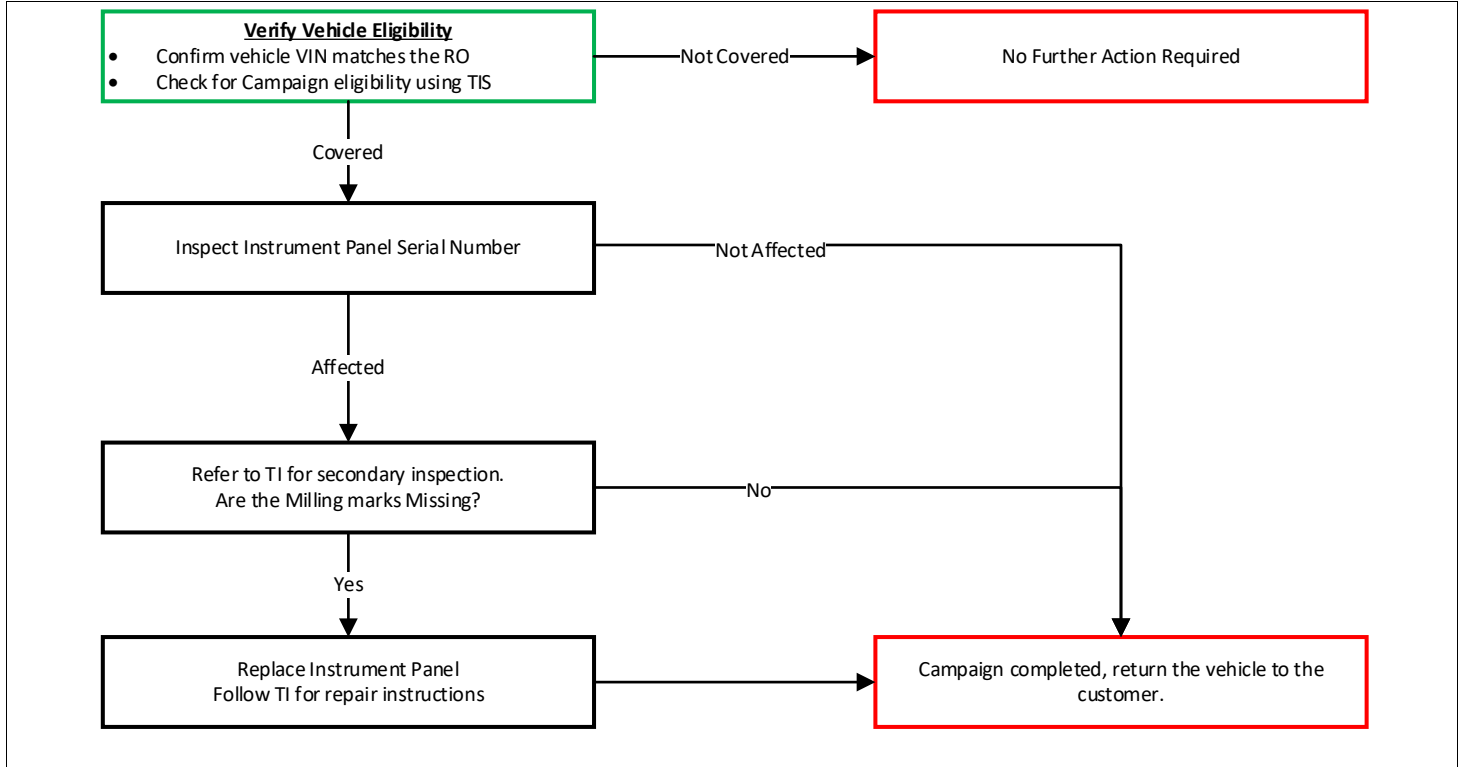 Verify Vehicle Eligibility
• Confirm vehicle VIN matches the RO
• Check for Campaign eligibility using TIS
Not Covered
No Further Action Required
Covered
Inspect Instrument Panel Serial Number
Not Affected
Affected
Refer to TI for secondary inspection.
Are the Milling marks Missing?
No
Yes
Replace Instrument Panel
Follow TI for repair instructions
Campaign completed, return the vehicle to the
customer.